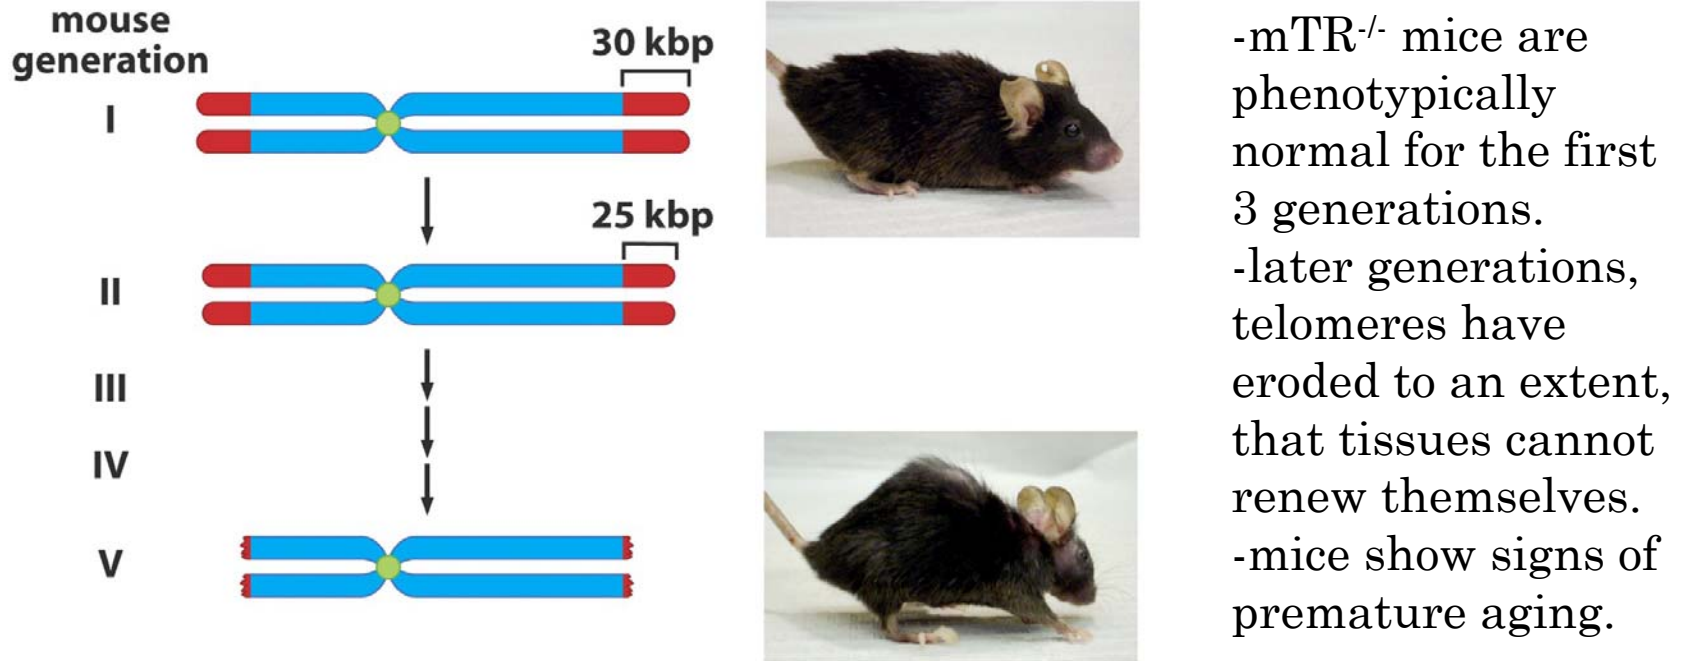 mouse
generation
30 kbp
I
25 kbp
II
III
IV
V
-mTR-/- mice are
phenotypically
normal for the first
3 generations.
-later generations,
telomeres have
eroded to an extent,
that tissues cannot
renew themselves.
-mice show signs of
premature aging.